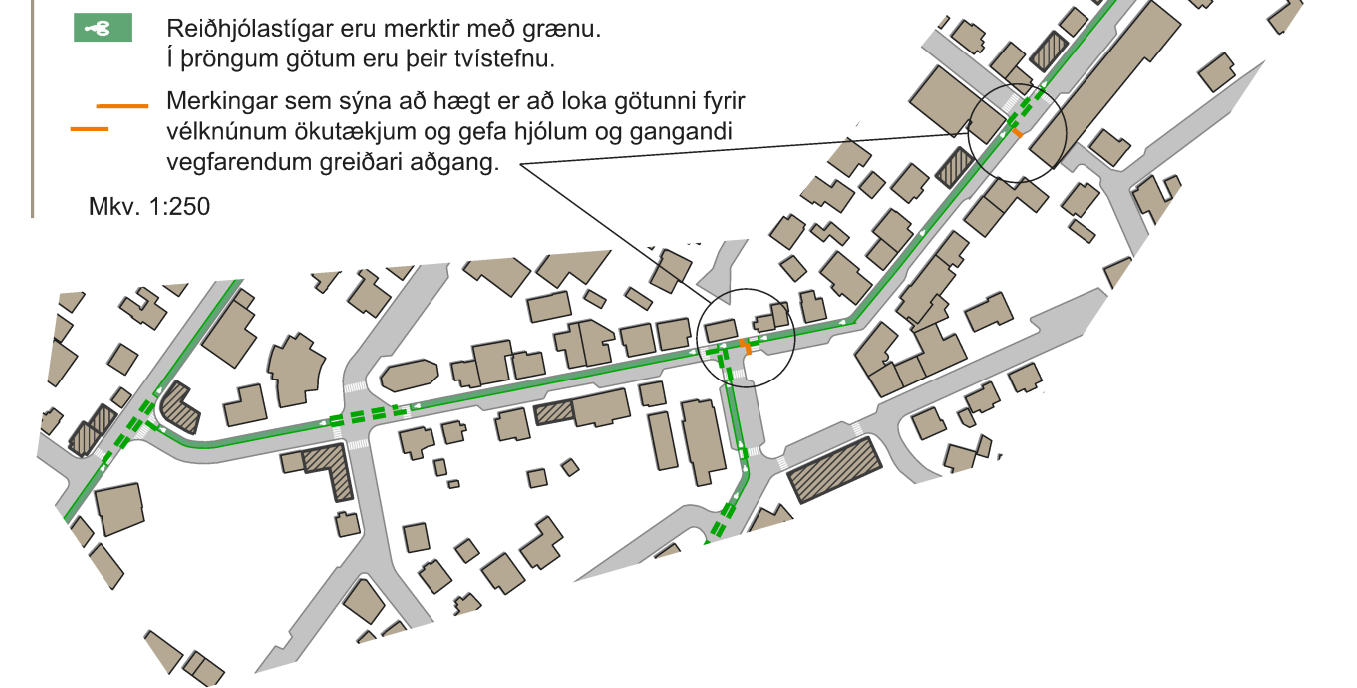 Reiðhjólastígar eru merktir með grænu.
Í þröngum götum eru þeir tvístefnu.
Merkingar sem sýna að hægt er að loka götunni fyrir
vélknúnum ökutækjum og gefa hjólum og gangandi
vegfarendum greiðari aðgang.
Mkv. 1:250